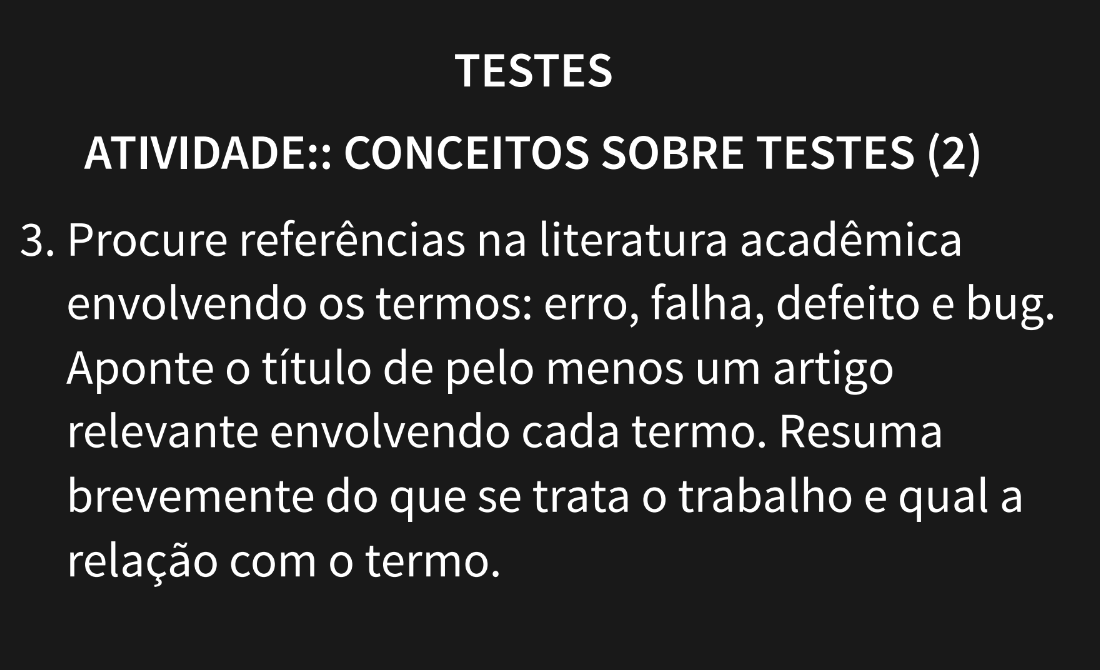 TESTES
ATIVIDADE:: CONCEITOS SOBRE TESTES (2)
3. Procure referências na literatura acadêmica
envolvendo os termos: erro, falha, defeito e bug.
Aponte o título de pelo menos um artigo
relevante envolvendo cada termo. Resuma
brevemente do que se trata o trabalho e qual a
relação com o termo.